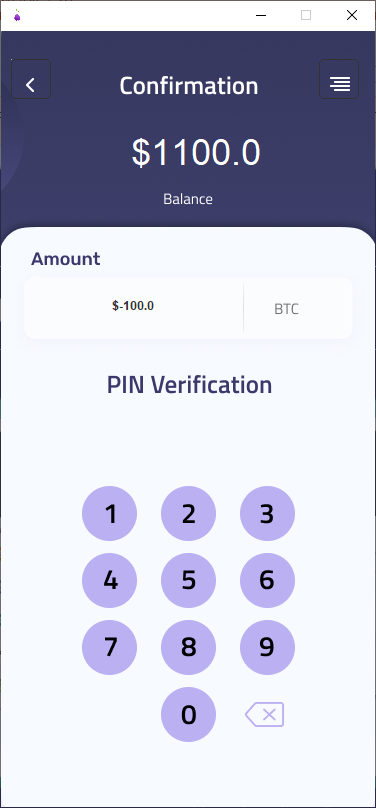 Confirmation
$1100.0
Balance
Amount
$-100.0 BTC
PIN Verification
1 2 3
4 5 6
7 8 9
0